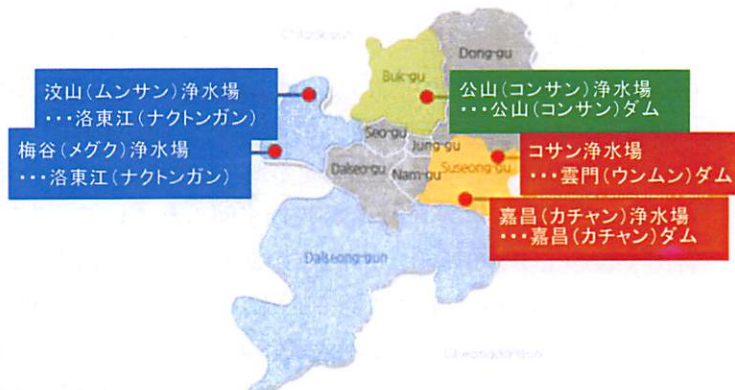 Dong-gu
Buk-gu
汶山(ムンサン)浄水場
･･･洛東江(ナクトンガン)
公山(コンサン)浄水場
･･･公山(コンサン)ダム
Seo-gu
Jung-gu
梅谷(メグク)浄水場
･･･洛東江(ナクトンガン)
コサン浄水場
･･･雲門(ウンムン)ダム
Dalseo-gu
Nam-gu
Suseong-gu
嘉昌(カチャン)浄水場
･･･嘉昌(カチャン)ダム
Dalseong-gun